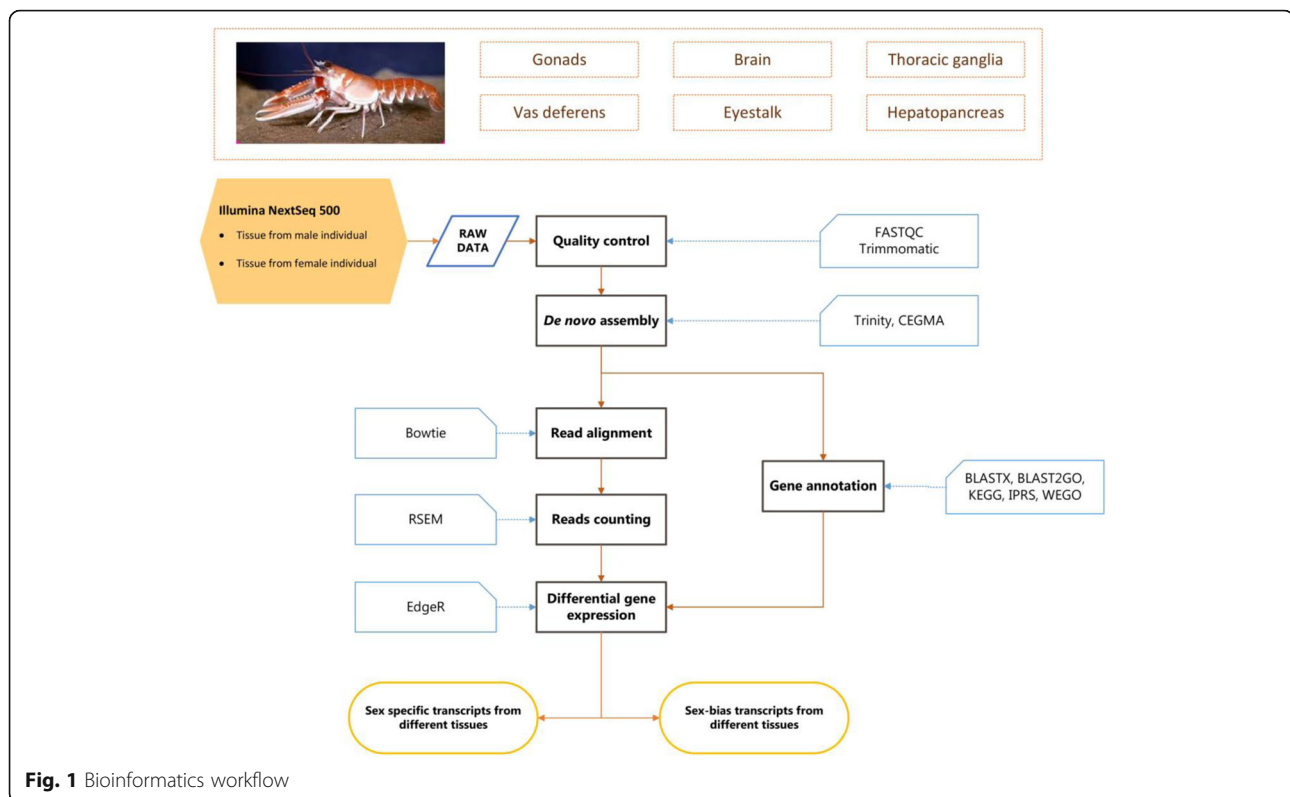 Gonads
Brain
Thoracic ganglia
Vas deferens
Eyestalk
Hepatopancreas
Illumina NextSeq 500
• Tissue from male individual
• Tissue from female individual
RAW
DATA
Quality control
FASTQC
Trimmomatic
De novo assembly
Trinity, CEGMA
Bowtie
Read alignment
Gene annotation
BLASTX, BLAST2GO,
KEGG, IPRS, WEGO
RSEM
Reads counting
EdgeR
Differential gene
expression
Sex specific transcripts from
different tissues
Sex-bias transcripts from
different tissues
Fig. 1 Bioinformatics workflow